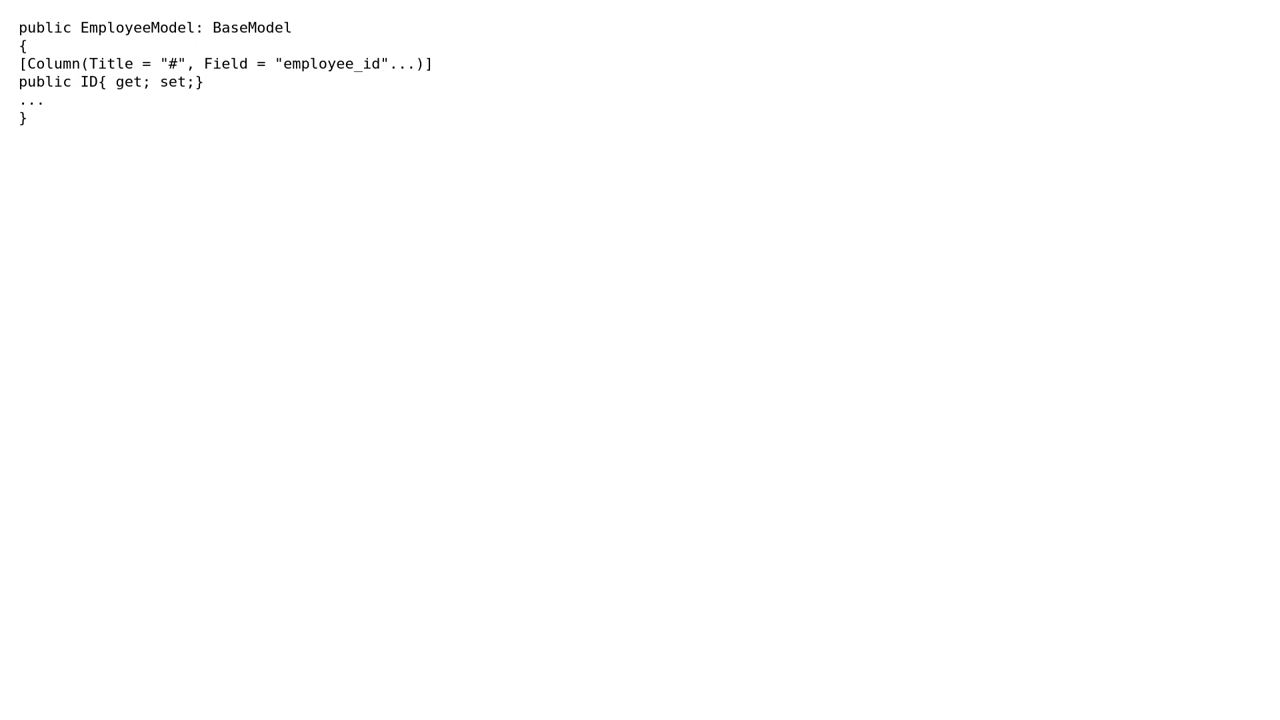 public EmployeeModel: BaseModel
{
[Column(Title = "#", Field = "employee_id"...)]
public ID{ get; set;}
...
}